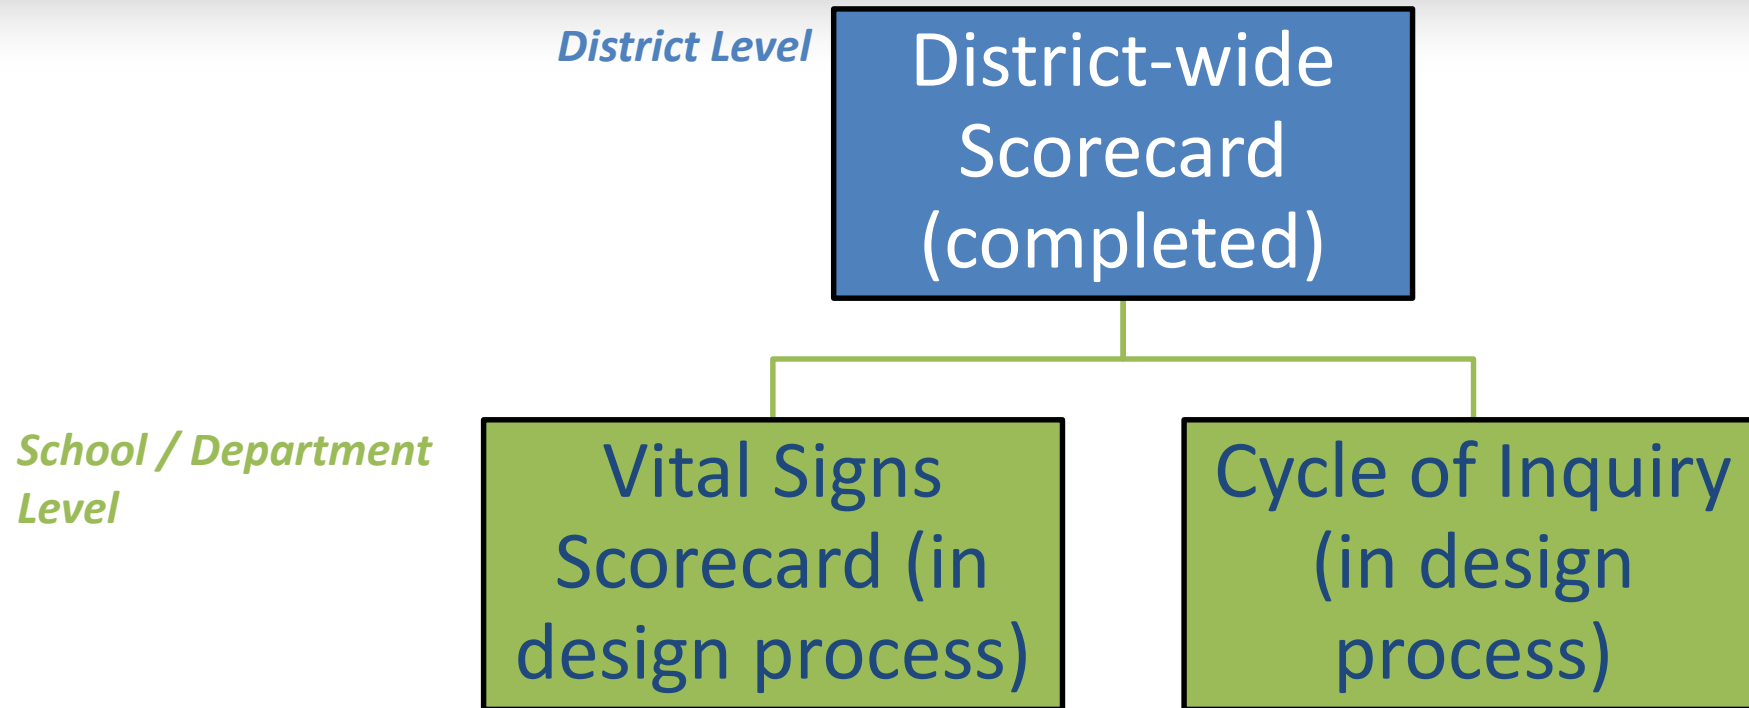 District Level
District-wide
Scorecard
(completed)
School / Department
Level
Vital Signs
Scorecard (in
design process)
Cycle of Inquiry
(in design
process)